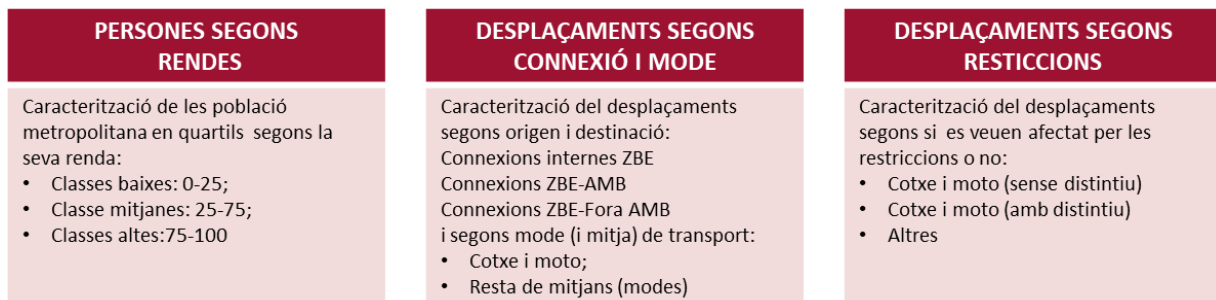 PERSONES SEGONS
RENDES
Caracterització de les població
metropolitana en quartils segons la
seva renda:
• Classes baixes: 0-25;
• Classe mitjanes: 25-75;
• Classes altes:75-100
DESPLAÇAMENTS SEGONS
CONNEXIÓ I MODE
Caracterització del desplaçaments
segons origen i destinació:
Connexions internes ZBE
Connexions ZBE-AMB
Connexions ZBE-Fora AMB
i segons mode (i mitja) de transport:
• Cotxe i moto;
• Resta de mitjans (modes)
DESPLAÇAMENTS SEGONS
RESTICCIONS
Caracterització del desplaçaments
segons si es veuen afectat per les
restriccions o no:
• Cotxe i moto (sense distintiu)
• Cotxe i moto (amb distintiu)
• Altres